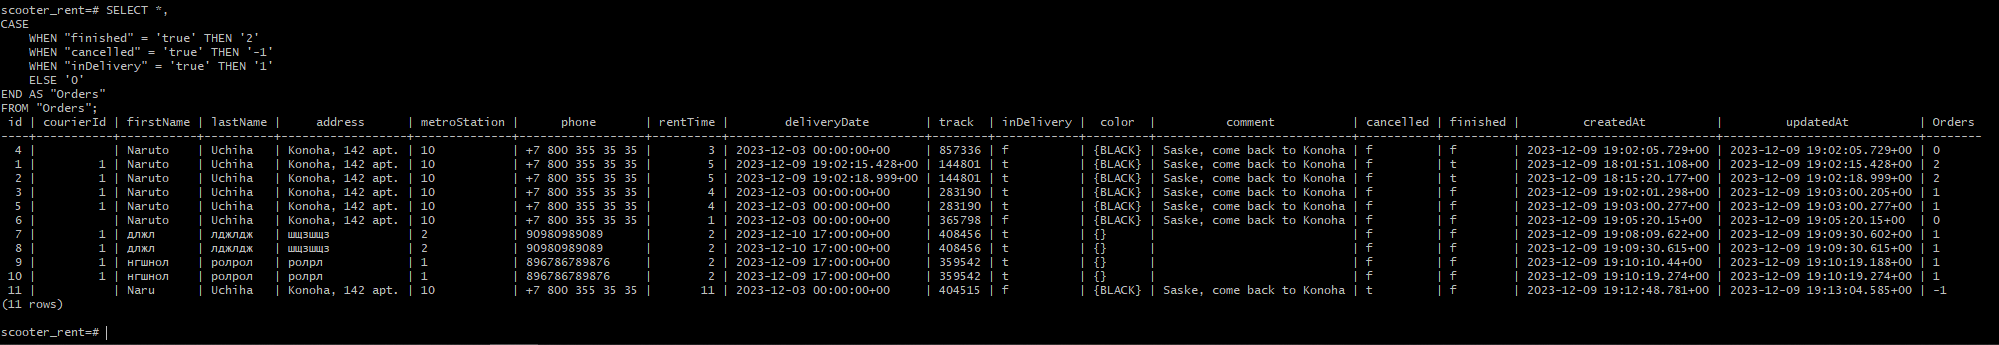 scooter_rent=# SELECT *,
CASE
    WHEN "finished" = 'true' THEN '2'
    WHEN "cancelled" = 'true' THEN '-1'
    WHEN "inDelivery" = 'true' THEN '1'
    ELSE '0'
END AS "Orders"
FROM "Orders";
 id | courierId | firstName | lastName |     address      | metroStation |     phone      | rentTime |        deliveryDate        | track  | inDelivery |  color  |          comment           | cancelled | finished |         createdAt          |         updatedAt          | Orders
----+-----------+-----------+----------+------------------+--------------+----------------+----------+----------------------------+--------+------------+---------+----------------------------+-----------+----------+----------------------------+----------------------------+--------
  4 |           | Naruto    | Uchiha   | Konoha, 142 apt. | 10           | +7 800 355 35 35 |        3 | 2023-12-03 00:00:00+00     | 857336 | f          | {BLACK} | Saske, come back to Konoha | f         | f        | 2023-12-09 19:02:05.729+00 | 2023-12-09 19:02:05.729+00 | 0
  1 |         1 | Naruto    | Uchiha   | Konoha, 142 apt. | 10           | +7 800 355 35 35 |        5 | 2023-12-09 19:02:15.428+00 | 144801 | t          | {BLACK} | Saske, come back to Konoha | f         | t        | 2023-12-09 18:01:51.108+00 | 2023-12-09 19:02:15.428+00 | 2
  2 |         1 | Naruto    | Uchiha   | Konoha, 142 apt. | 10           | +7 800 355 35 35 |        5 | 2023-12-09 19:02:18.999+00 | 144801 | t          | {BLACK} | Saske, come back to Konoha | f         | t        | 2023-12-09 18:15:20.177+00 | 2023-12-09 19:02:18.999+00 | 2
  3 |         1 | Naruto    | Uchiha   | Konoha, 142 apt. | 10           | +7 800 355 35 35 |        4 | 2023-12-03 00:00:00+00     | 283190 | t          | {BLACK} | Saske, come back to Konoha | f         | f        | 2023-12-09 19:02:01.298+00 | 2023-12-09 19:03:00.205+00 | 1
  5 |         1 | Naruto    | Uchiha   | Konoha, 142 apt. | 10           | +7 800 355 35 35 |        4 | 2023-12-03 00:00:00+00     | 283190 | t          | {BLACK} | Saske, come back to Konoha | f         | f        | 2023-12-09 19:03:00.277+00 | 2023-12-09 19:03:00.277+00 | 1
  6 |           | Naruto    | Uchiha   | Konoha, 142 apt. | 10           | +7 800 355 35 35 |        1 | 2023-12-03 00:00:00+00     | 365798 | f          | {BLACK} | Saske, come back to Konoha | f         | f        | 2023-12-09 19:05:20.15+00  | 2023-12-09 19:05:20.15+00  | 0
  7 |         1 | длжл      | лджлдж   | шщзшщз           | 2            | 90980989089      |        2 | 2023-12-10 17:00:00+00     | 408456 | t          | {}      |                            | f         | f        | 2023-12-09 19:08:09.622+00 | 2023-12-09 19:09:30.602+00 | 1
  8 |         1 | длжл      | лджлдж   | шщзшщз           | 2            | 90980989089      |        2 | 2023-12-10 17:00:00+00     | 408456 | t          | {}      |                            | f         | f        | 2023-12-09 19:09:30.615+00 | 2023-12-09 19:09:30.615+00 | 1
  9 |         1 | нгшнол    | ролрол   | ролрл            | 1            | 896786789876     |        2 | 2023-12-09 17:00:00+00     | 359542 | t          | {}      |                            | f         | f        | 2023-12-09 19:10:10.44+00  | 2023-12-09 19:10:19.188+00 | 1
 10 |         1 | нгшнол    | ролрол   | ролрл            | 1            | 896786789876     |        2 | 2023-12-09 17:00:00+00     | 359542 | t          | {}      |                            | f         | f        | 2023-12-09 19:10:19.274+00 | 2023-12-09 19:10:19.274+00 | 1
 11 |           | Naru      | Uchiha   | Konoha, 142 apt. | 10           | +7 800 355 35 35 |       11 | 2023-12-03 00:00:00+00     | 404515 | f          | {BLACK} | Saske, come back to Konoha | t         | f        | 2023-12-09 19:12:48.781+00 | 2023-12-09 19:13:04.585+00 | -1
(11 rows)
scooter_rent=#